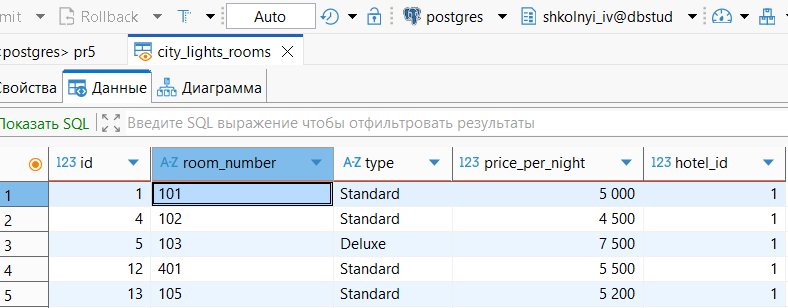 mit Rollback Auto postgres shkolnyi_iv@dbstud
<postgres> pr5 city_lights_rooms
Свойства Данные Диаграмма
Показать SQL Введите SQL выражение чтобы отфильтровать результаты
123 id A-Z room_number A-Z type 123 price_per_night 123 hotel_id
1 1 101 Standard 5 000 1
2 4 102 Standard 4 500 1
3 5 103 Deluxe 7 500 1
4 12 401 Standard 5 500 1
5 13 105 Standard 5 200 1